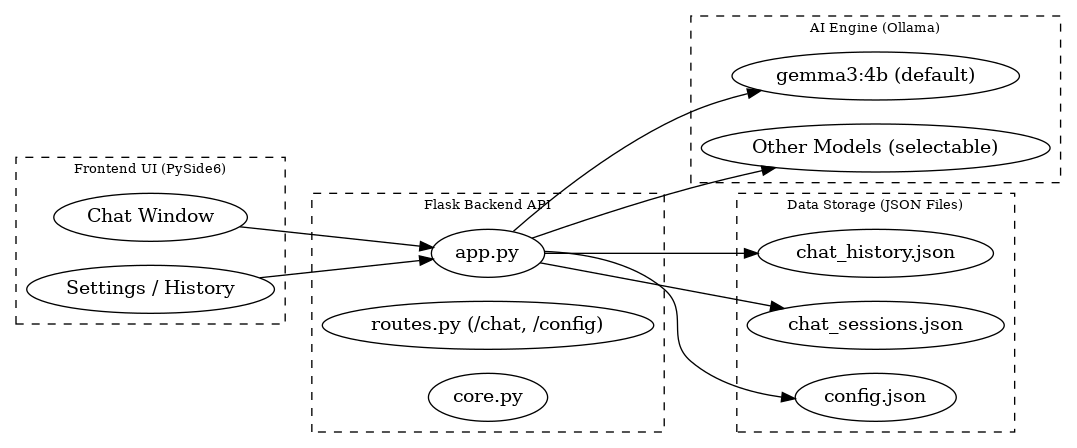 Frontend UI (PySide6)
Chat Window
Settings / History
Flask Backend API
app.py
routes.py (/chat, /config)
core.py
AI Engine (Ollama)
gemma3:4b (default)
Other Models (selectable)
Data Storage (JSON Files)
chat_history.json
chat_sessions.json
config.json